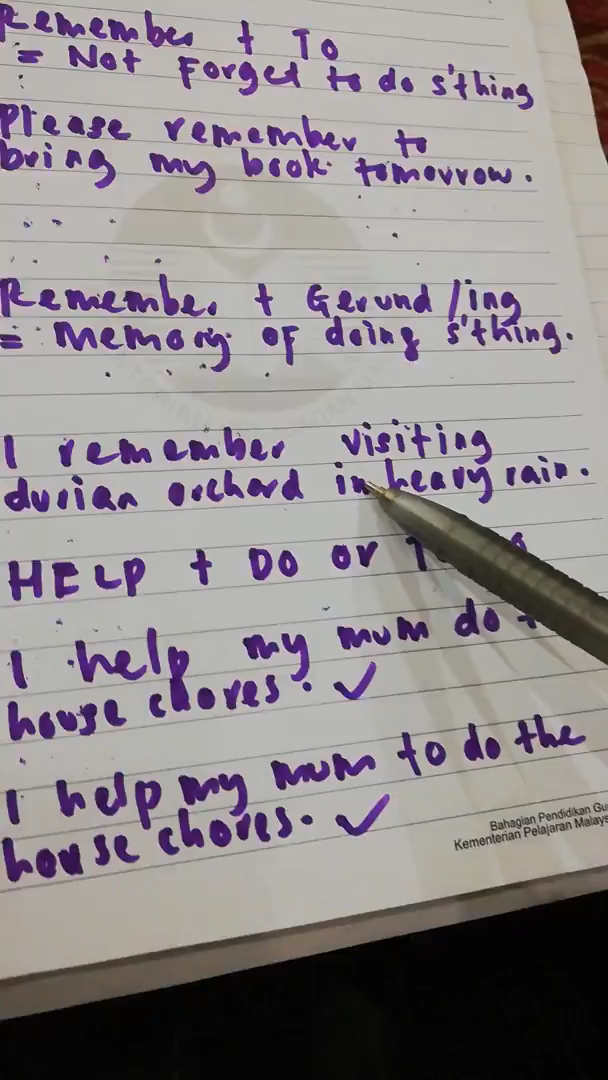 Remember + To
= Not Forget to do s'thing
Please remember to
bring my book tomorrow.
Remember + Gerund /ing
= Memory of doing s'thing.
I remember visiting
durian orchard in heavy rain.
HELP + DO OR
I help my mum do
house chores. ✓
I help my mum to do the
house chores. ✓
Bahagian Pendidikan
Kementerian Pelajaran